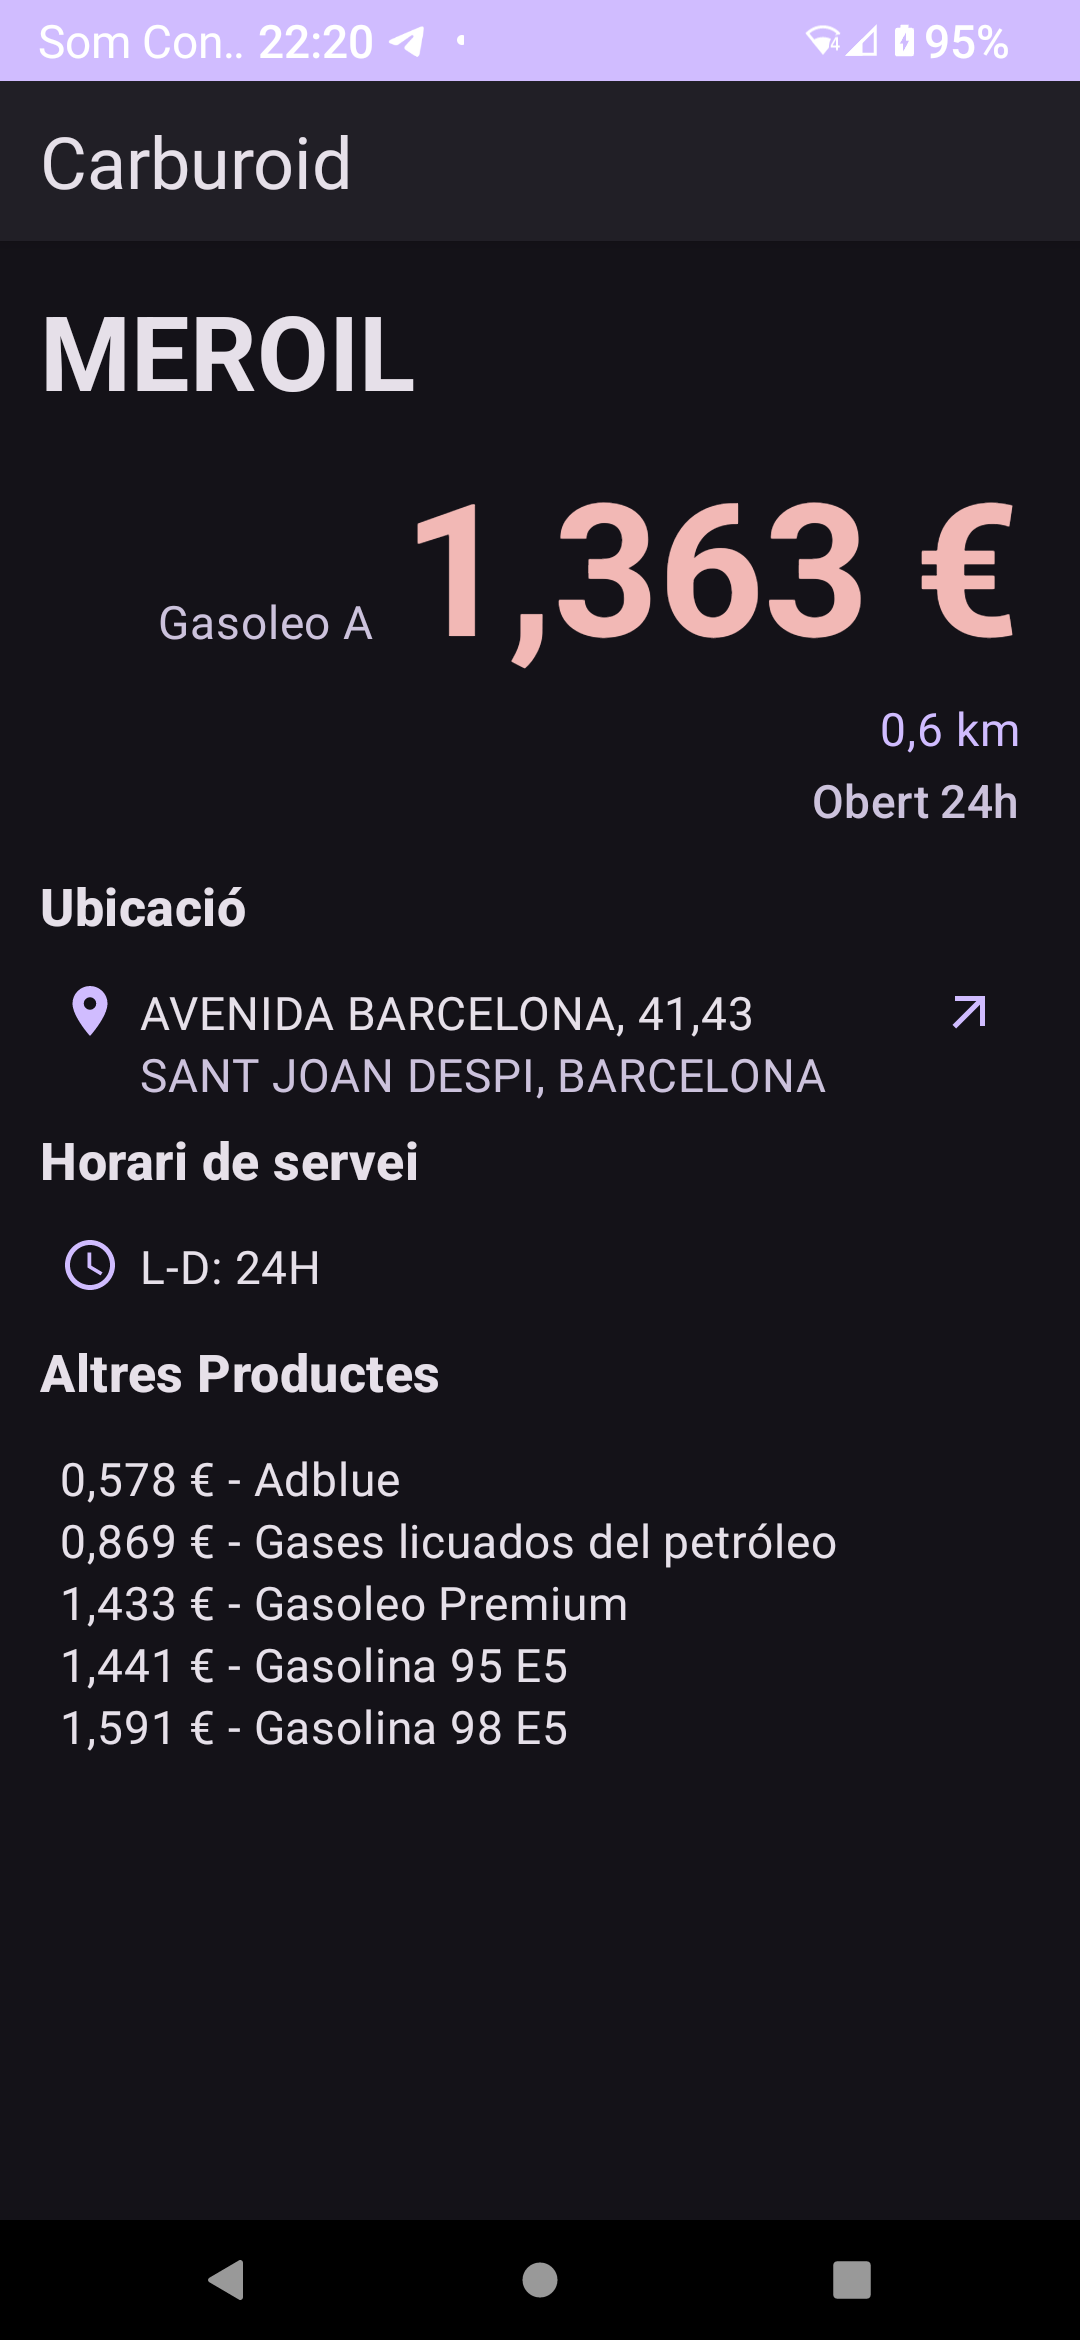 Som Con.. 22:20 95%
Carburoid
MEROIL
Gasoleo A 1,363 €
0,6 km
Obert 24h
Ubicació
AVENIDA BARCELONA, 41,43
SANT JOAN DESPI, BARCELONA
Horari de servei
L-D: 24H
Altres Productes
0,578 € - Adblue
0,869 € - Gases licuados del petróleo
1,433 € - Gasoleo Premium
1,441 € - Gasolina 95 E5
1,591 € - Gasolina 98 E5